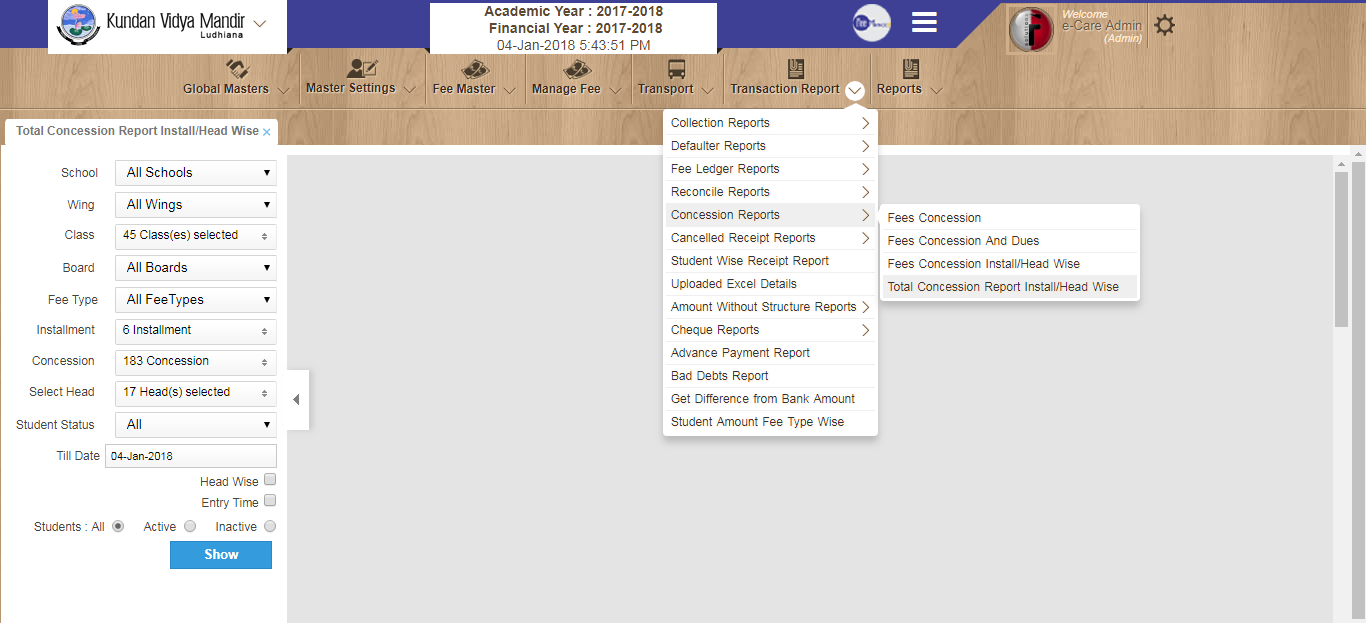 Kundan Vidya Mandir
Ludhiana
Academic Year : 2017-2018
Financial Year : 2017-2018
04-Jan-2018 5:43:51 PM
Welcome
e-Care Admin
(Admin)
Global Masters
Master Settings
Fee Master
Manage Fee
Transport
Transaction Report
Reports
Total Concession Report Install/Head Wise ×
School All Schools
Wing All Wings
Class 45 Class(es) selected
Board All Boards
Fee Type All FeeTypes
Installment 6 Installment
Concession 183 Concession
Select Head 17 Head(s) selected
Student Status All
Till Date 04-Jan-2018
Head Wise
Entry Time
Students : All Active Inactive
Show
Collection Reports
Defaulter Reports
Fee Ledger Reports
Reconcile Reports
Concession Reports
Cancelled Receipt Reports
Student Wise Receipt Report
Uploaded Excel Details
Amount Without Structure Reports
Cheque Reports
Advance Payment Report
Bad Debts Report
Get Difference from Bank Amount
Student Amount Fee Type Wise
Fees Concession
Fees Concession And Dues
Fees Concession Install/Head Wise
Total Concession Report Install/Head Wise